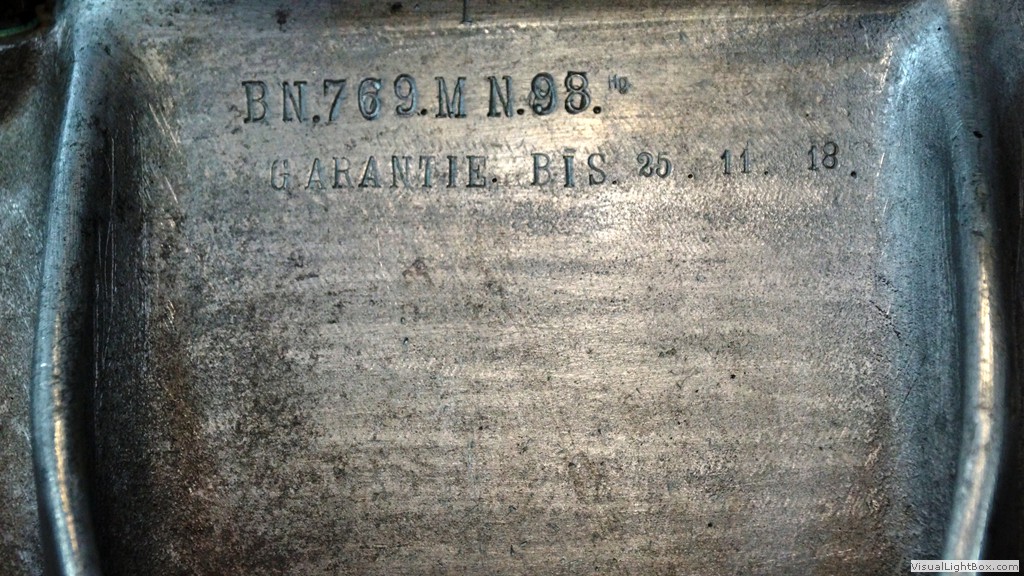 BN.769.M N.98.
GARANTIE. BIS. 25. 11. 18.
VisualLightBox.com